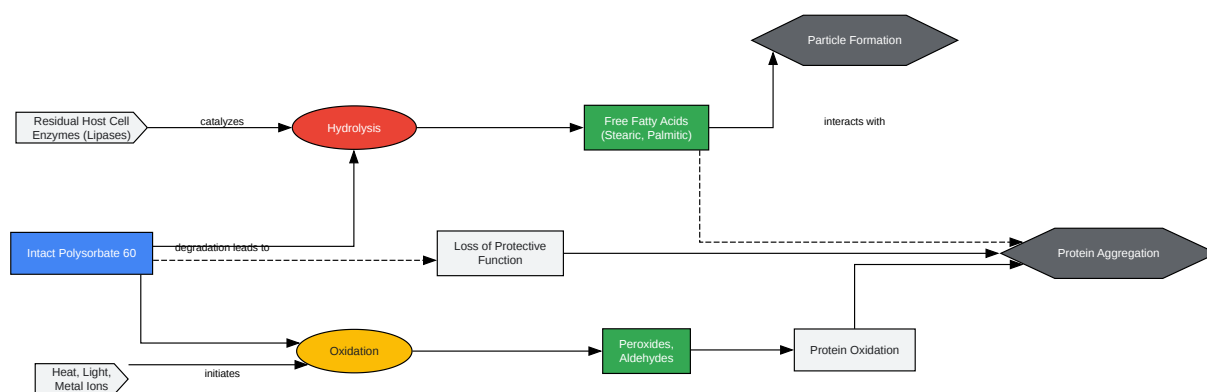 Particle Formation
Residual Host Cell
Enzymes (Lipases)
catalyzes
Hydrolysis
Free Fatty Acids
(Stearic, Palmitic)
interacts with
Intact Polysorbate 60
degradation leads to
Loss of Protective
Function
Protein Aggregation
Heat, Light,
Metal Ions
initiates
Oxidation
Peroxides,
Aldehydes
Protein Oxidation